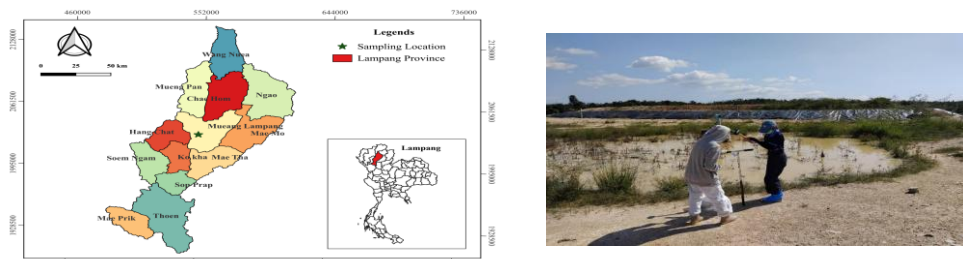 460000 552000 644000 736000
Legends
Sampling Location
Lampang Province
0 25 50 km
Wang Nuea
Mueng Pan
Chae Hom
Ngao
Mueang Lampang
Hang Chat
Mae Mo
Soem Ngam
Ko kha
Mae Tha
Sop Prap
Mae Prik
Thoen
Lampang